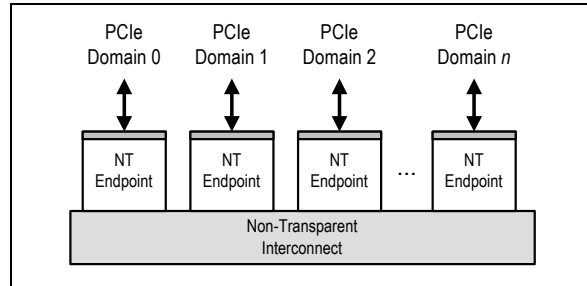 PCIe
Domain 0
PCIe
Domain 1
PCIe
Domain 2
PCIe
Domain n
NT
Endpoint
NT
Endpoint
NT
Endpoint
...
NT
Endpoint
Non-Transparent
Interconnect